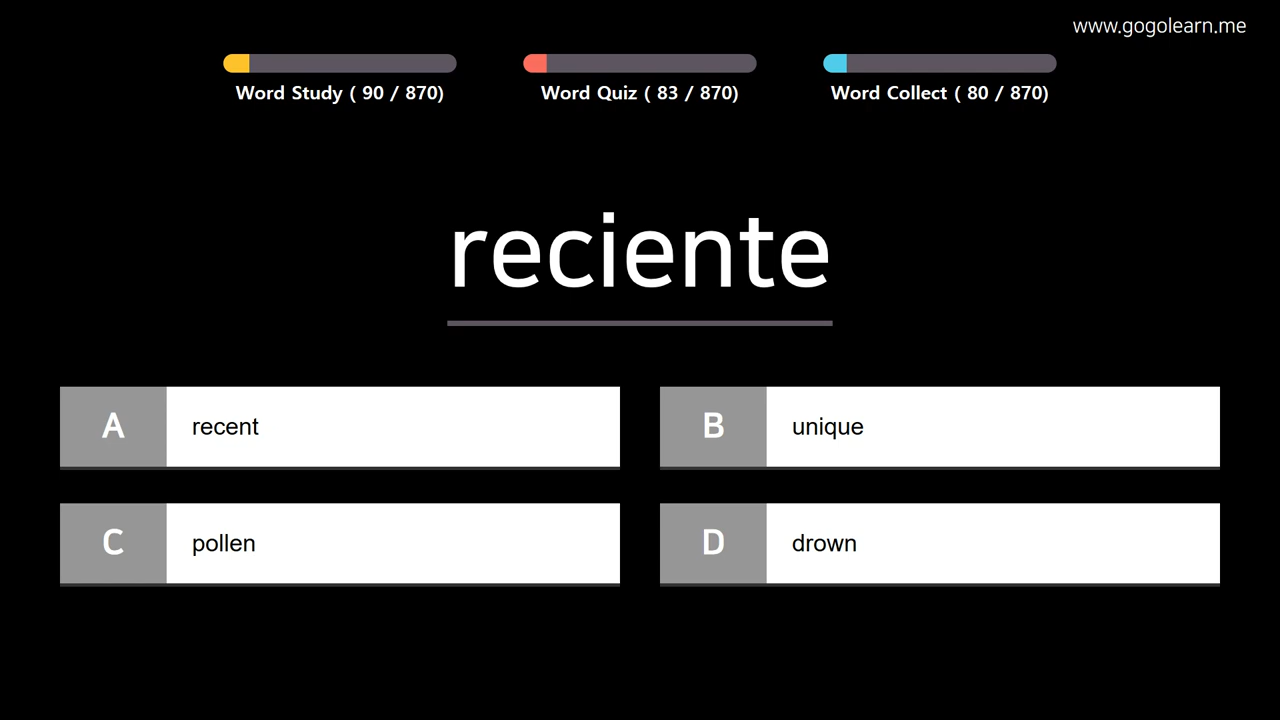 www.gogolearn.me
Word Study ( 90 / 870)
Word Quiz ( 83 / 870)
Word Collect ( 80 / 870)
reciente
A recent
B unique
C pollen
D drown